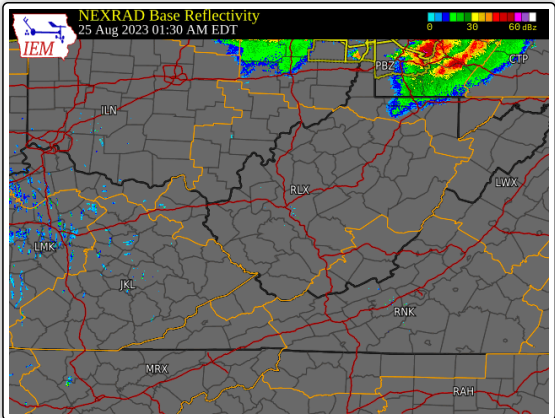 NEXRAD Base Reflectivity
25 Aug 2023 01:30 AM EDT
IEM
0 30 60 dBz
PBZ
CTP
ILN
RLX
LWX
LMK
JKL
RNK
MRX
RAH